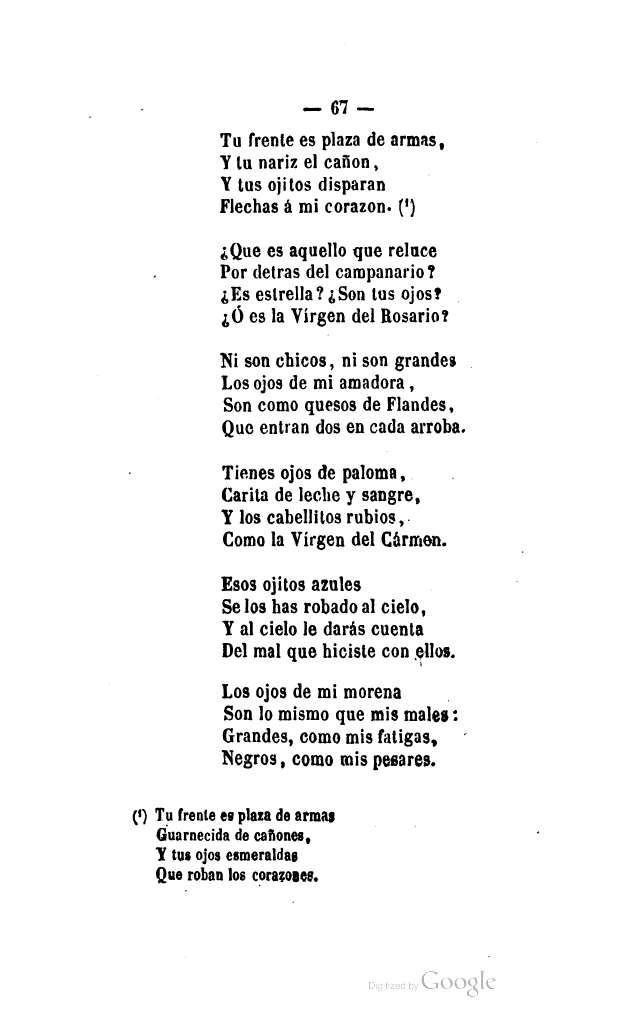 — 67 —
Tu frente es plaza de armas,
Y tu nariz el cañon,
Y tus ojitos disparan
Flechas á mi corazon. (¹)
¿Que es aquello que reluce
Por detras del campanario?
¿Es estrella? ¿Son tus ojos?
¿Ó es la Vírgen del Rosario?
Ni son chicos, ni son grandes
Los ojos de mi amadora,
Son como quesos de Flandes,
Que entran dos en cada arroba.
Tienes ojos de paloma,
Carita de leche y sangre,
Y los cabellitos rubios,
Como la Vírgen del Cármen.
Esos ojitos azules
Se los has robado al cielo,
Y al cielo le darás cuenta
Del mal que hiciste con ellos.
Los ojos de mi morena
Son lo mismo que mis males:
Grandes, como mis fatigas,
Negros, como mis pesares.
(¹) Tu frente es plaza de armas
Guarnecida de cañones,
Y tus ojos esmeraldas
Que roban los corazones.
Digitized by Google